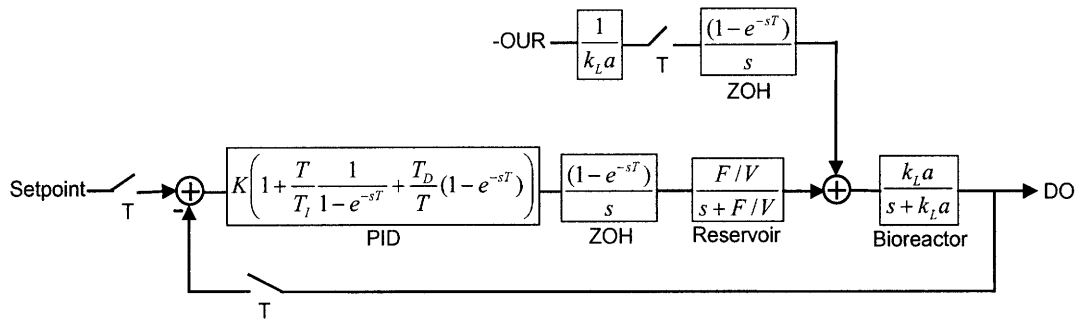 -OUR
1 / k_L a
T
(1 − e^{−sT}) / s
ZOH
Setpoint
T
-
K(1 + T/T_I 1/(1 − e^{−sT}) + T_D/T (1 − e^{−sT}))
PID
(1 − e^{−sT}) / s
ZOH
F/V / (s + F/V)
Reservoir
k_L a / (s + k_L a)
Bioreactor
DO
T